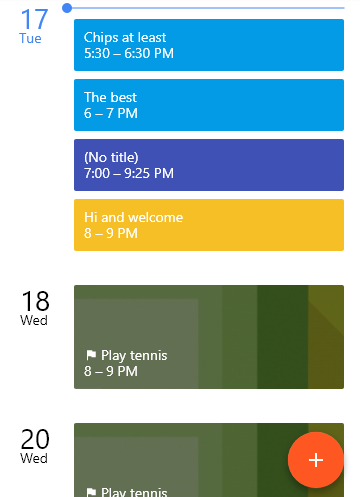 17
Tue
Chips at least
5:30 – 6:30 PM
The best
6 – 7 PM
(No title)
7:00 – 9:25 PM
Hi and welcome
8 – 9 PM
18
Wed
Play tennis
8 – 9 PM
20
Wed
Play tennis